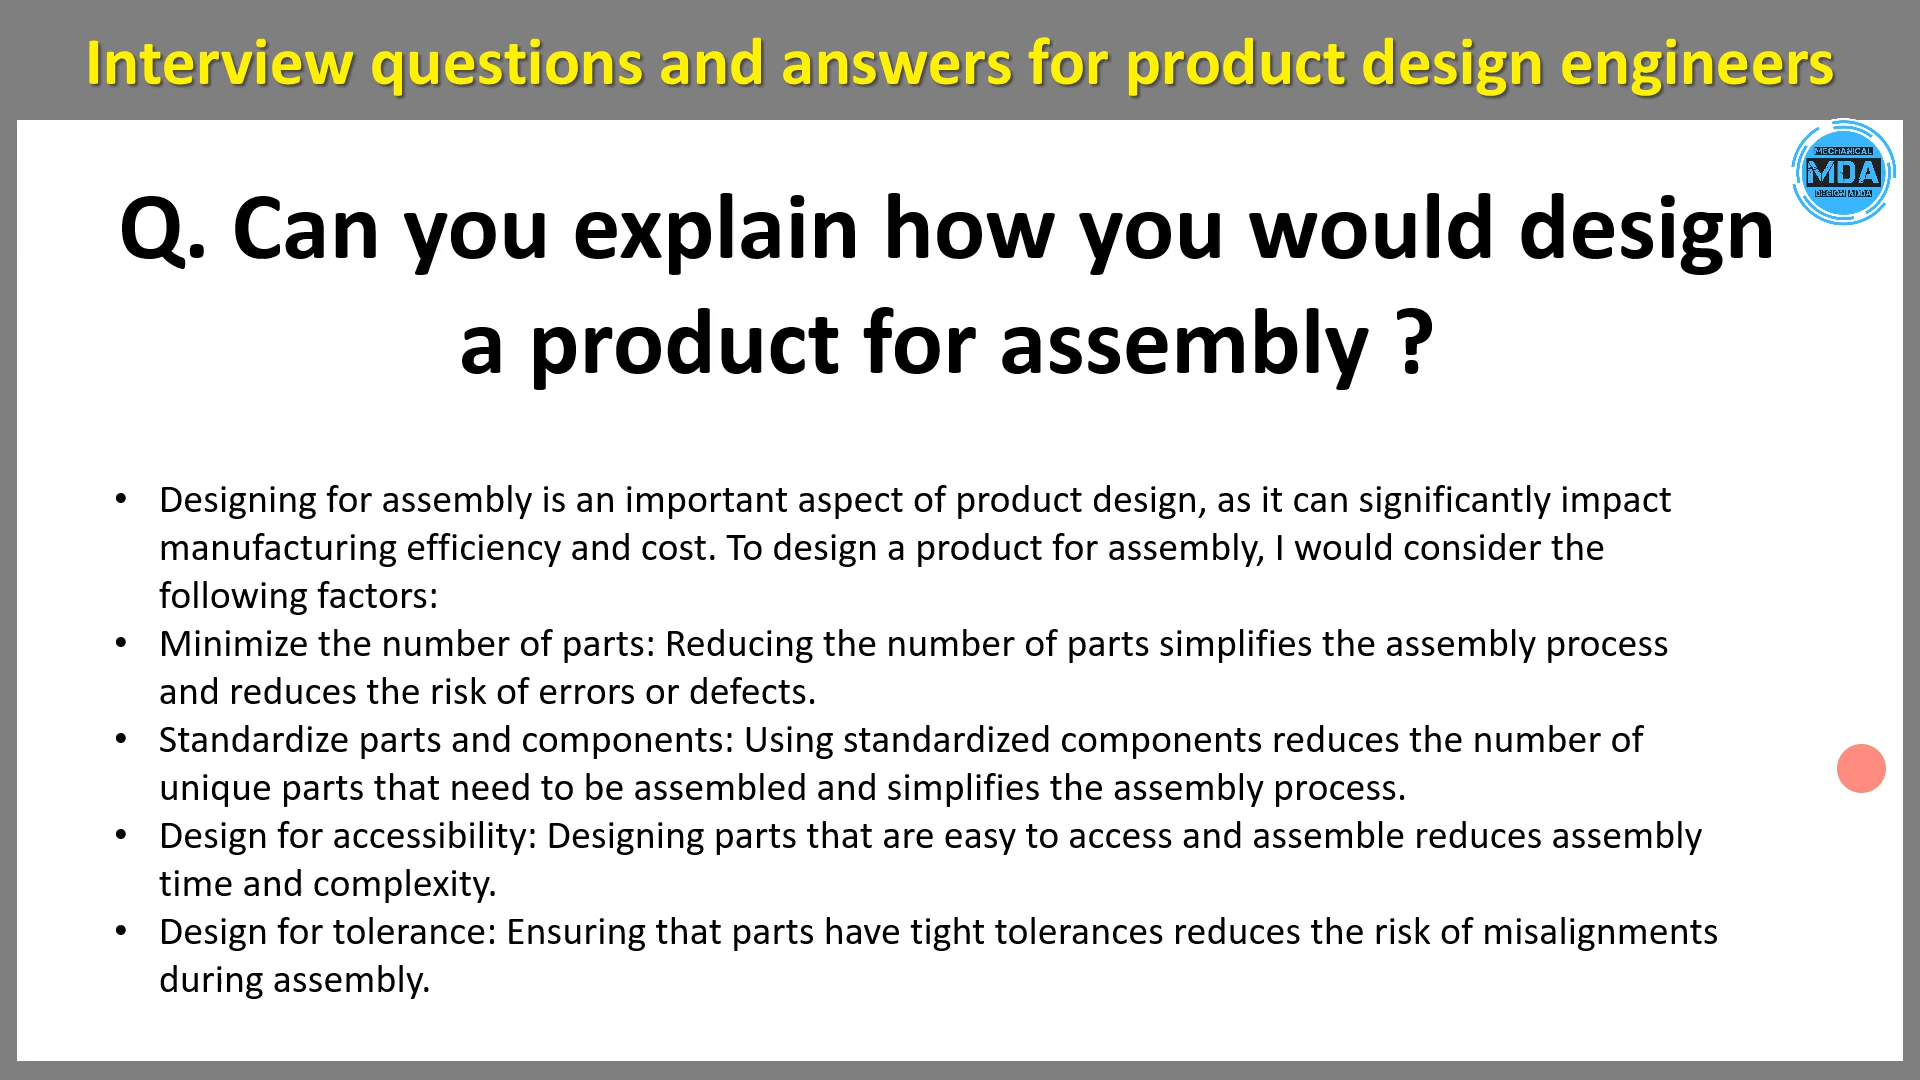 Interview questions and answers for product design engineers
MECHANICAL
MDA
DESIGN ADDA
Q. Can you explain how you would design
a product for assembly ?
• Designing for assembly is an important aspect of product design, as it can significantly impact
manufacturing efficiency and cost. To design a product for assembly, I would consider the
following factors:
• Minimize the number of parts: Reducing the number of parts simplifies the assembly process
and reduces the risk of errors or defects.
• Standardize parts and components: Using standardized components reduces the number of
unique parts that need to be assembled and simplifies the assembly process.
• Design for accessibility: Designing parts that are easy to access and assemble reduces assembly
time and complexity.
• Design for tolerance: Ensuring that parts have tight tolerances reduces the risk of misalignments
during assembly.